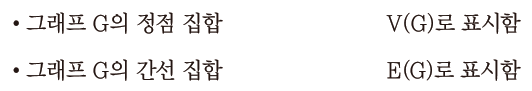 • 그래프 G의 정점 집합 V(G)로 표시함
• 그래프 G의 간선 집합 E(G)로 표시함